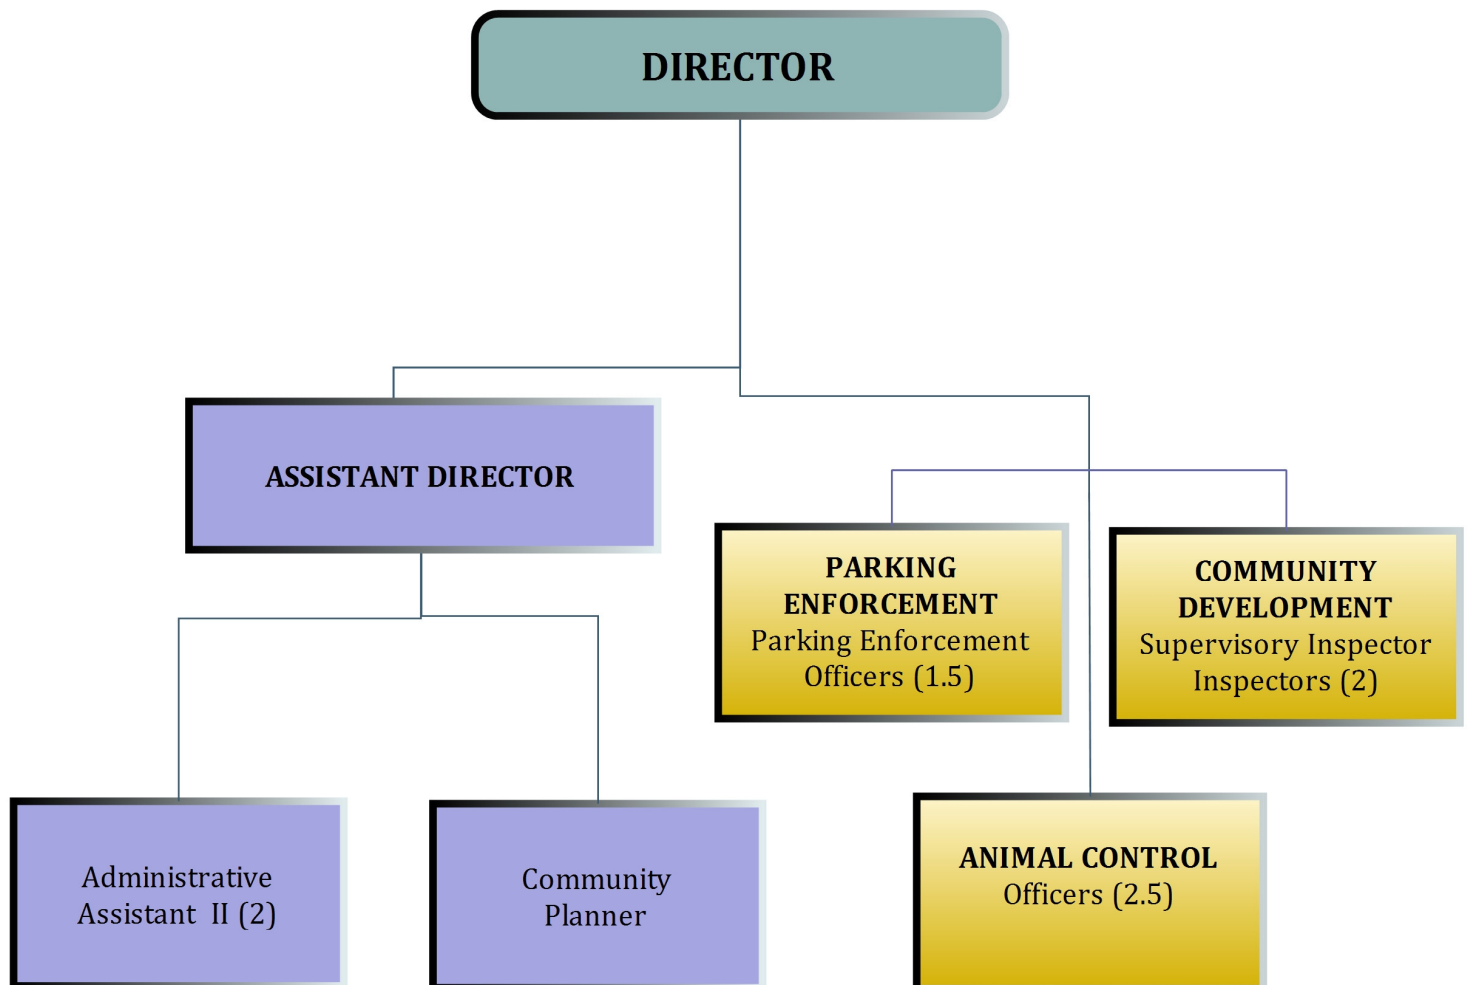 DIRECTOR
ASSISTANT DIRECTOR
PARKING
ENFORCEMENT
Parking Enforcement
Officers (1.5)
COMMUNITY
DEVELOPMENT
Supervisory Inspector
Inspectors (2)
Administrative
Assistant II (2)
Community
Planner
ANIMAL CONTROL
Officers (2.5)